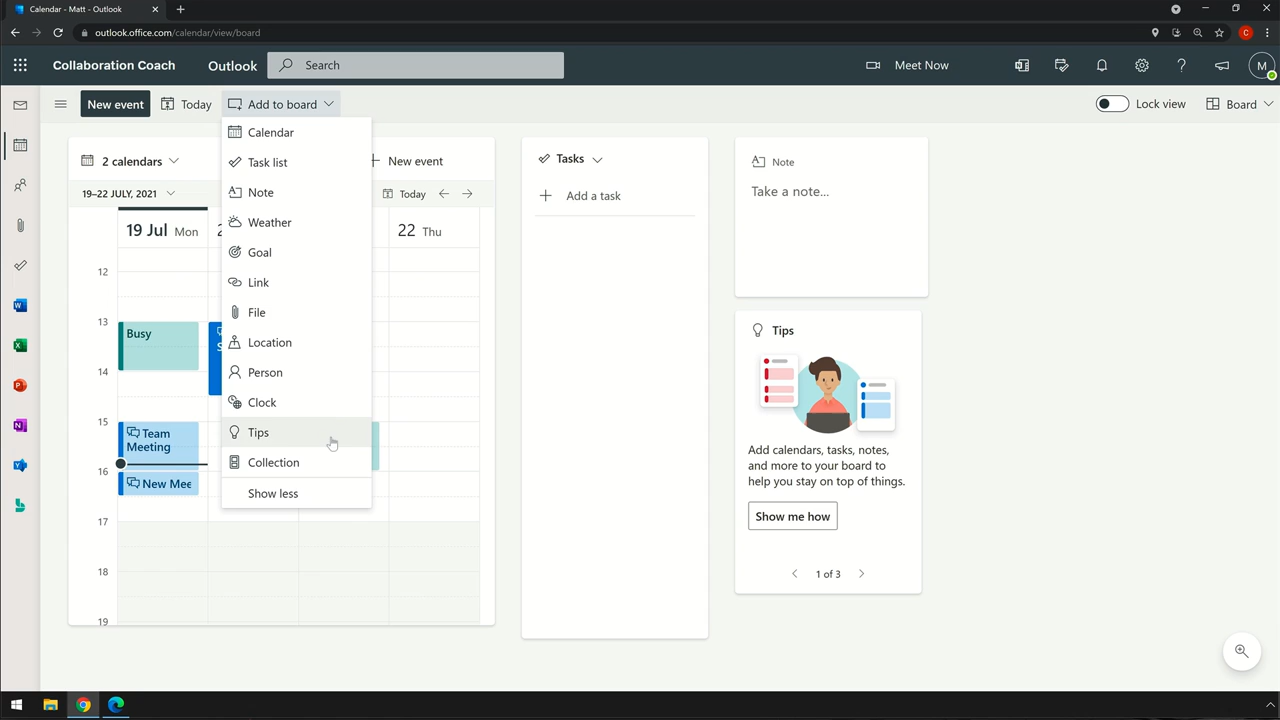 Calendar - Matt - Outlook
outlook.office.com/calendar/view/board
C
Collaboration Coach
Outlook
Search
Meet Now
M
New event
Today
Add to board
Lock view
Board
Calendar
Task list
Note
Weather
Goal
Link
File
Location
Person
Clock
Tips
Collection
Show less
2 calendars
New event
19–22 JULY, 2021
Today
19 Jul Mon
22 Thu
12
13
14
15
16
17
18
19
Busy
S
Team
Meeting
New Mee
Tasks
Add a task
Note
Take a note...
Tips
Add calendars, tasks, notes,
and more to your board to
help you stay on top of things.
Show me how
1 of 3